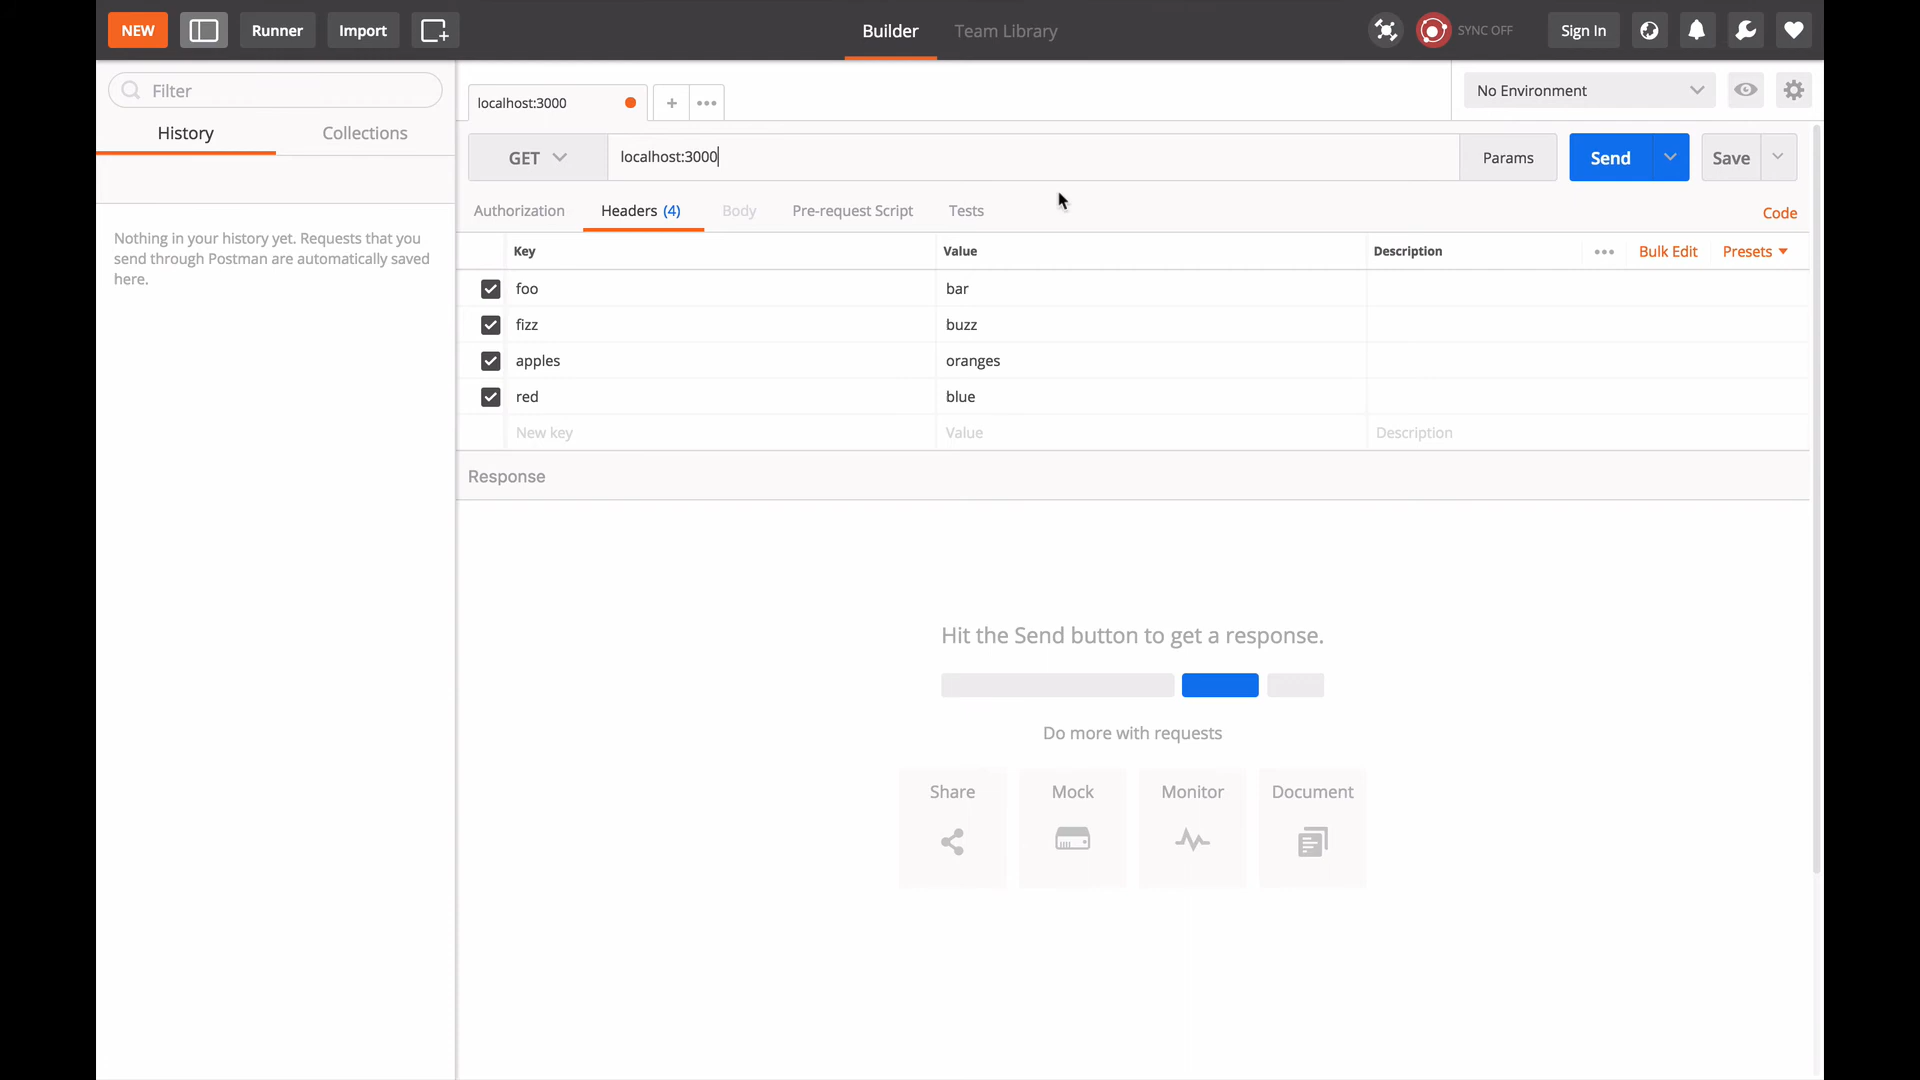 NEW
Runner
Import
Builder
Team Library
SYNC OFF
Sign In
Filter
History
Collections
Nothing in your history yet. Requests that you
send through Postman are automatically saved
here.
localhost:3000
No Environment
GET
localhost:3000
Params
Send
Save
Authorization
Headers (4)
Body
Pre-request Script
Tests
Code
Key
Value
Description
Bulk Edit
Presets
foo
bar
fizz
buzz
apples
oranges
red
blue
New key
Value
Description
Response
Hit the Send button to get a response.
Do more with requests
Share
Mock
Monitor
Document